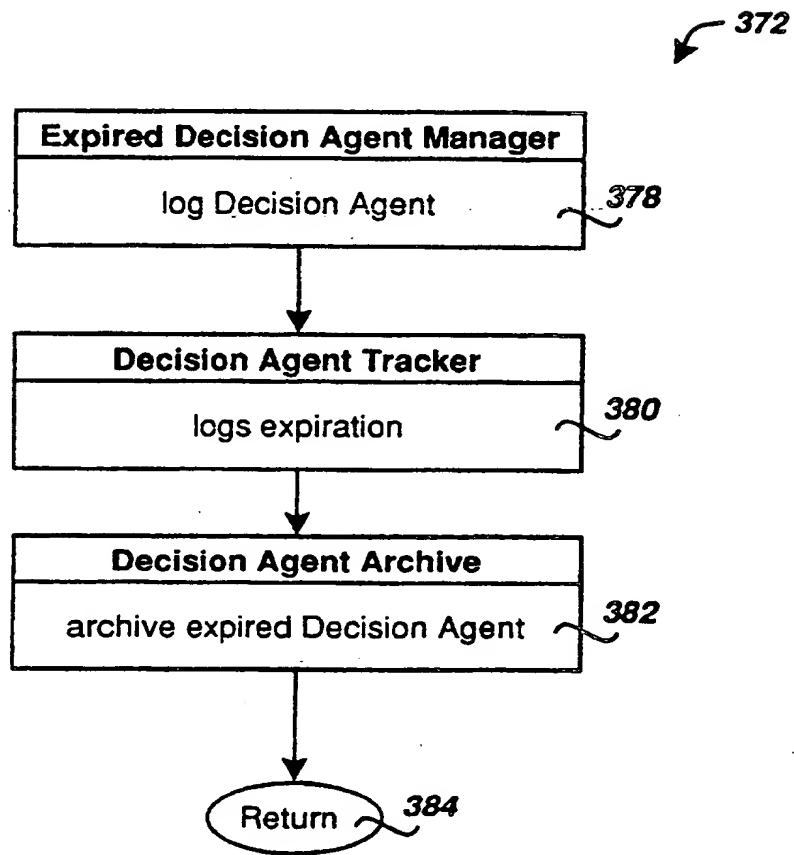 372
Expired Decision Agent Manager
log Decision Agent
378
Decision Agent Tracker
logs expiration
380
Decision Agent Archive
archive expired Decision Agent
382
Return
384